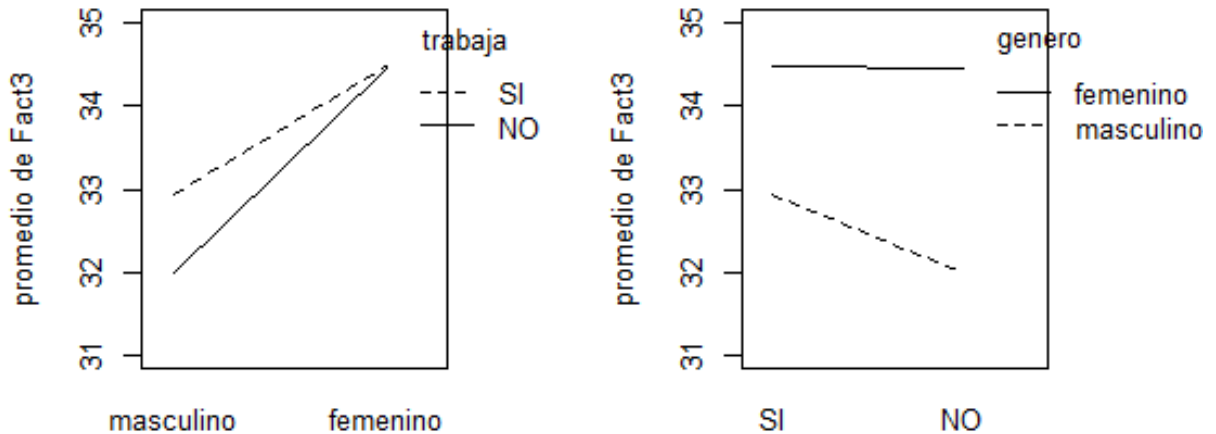 promedio de Fact3
35
34
33
32
31
trabaja
SI
NO
masculino
femenino
promedio de Fact3
35
34
33
32
31
genero
femenino
masculino
SI
NO